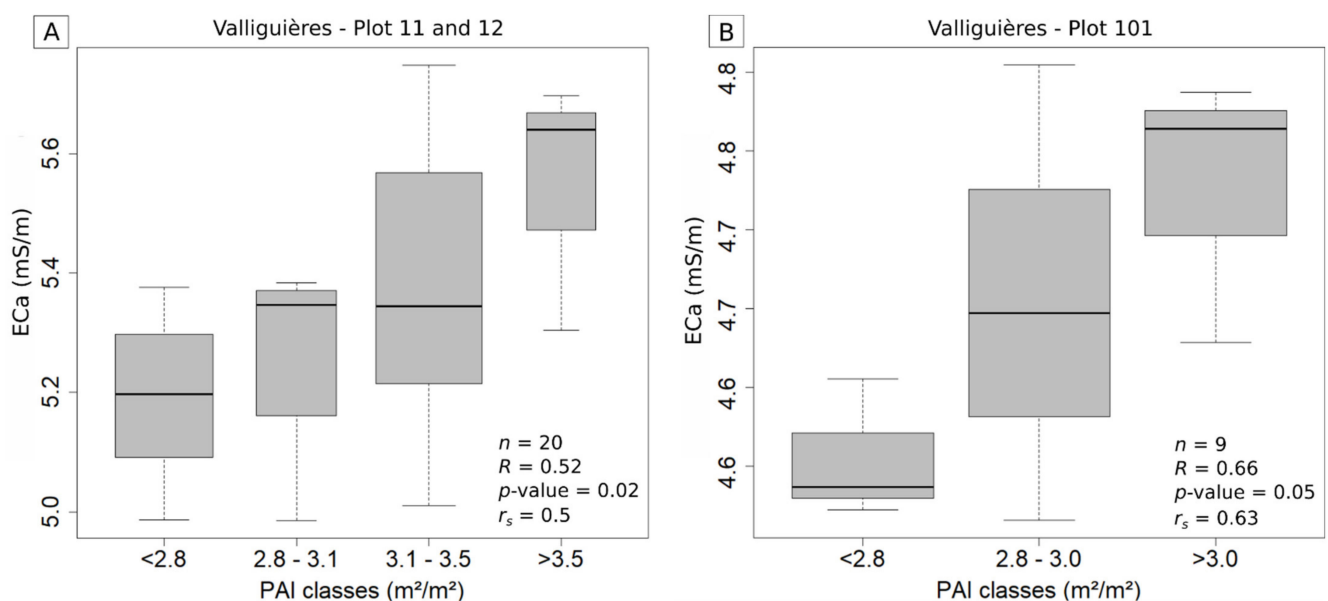 A
Valliguières - Plot 11 and 12
ECa (mS/m)
5.6
5.4
5.2
5.0
n = 20
R = 0.52
p-value = 0.02
rs = 0.5
<2.8
2.8 - 3.1
3.1 - 3.5
>3.5
PAI classes (m²/m²)
B
Valliguières - Plot 101
ECa (mS/m)
4.8
4.8
4.7
4.7
4.6
4.6
n = 9
R = 0.66
p-value = 0.05
rs = 0.63
<2.8
2.8 - 3.0
>3.0
PAI classes (m²/m²)